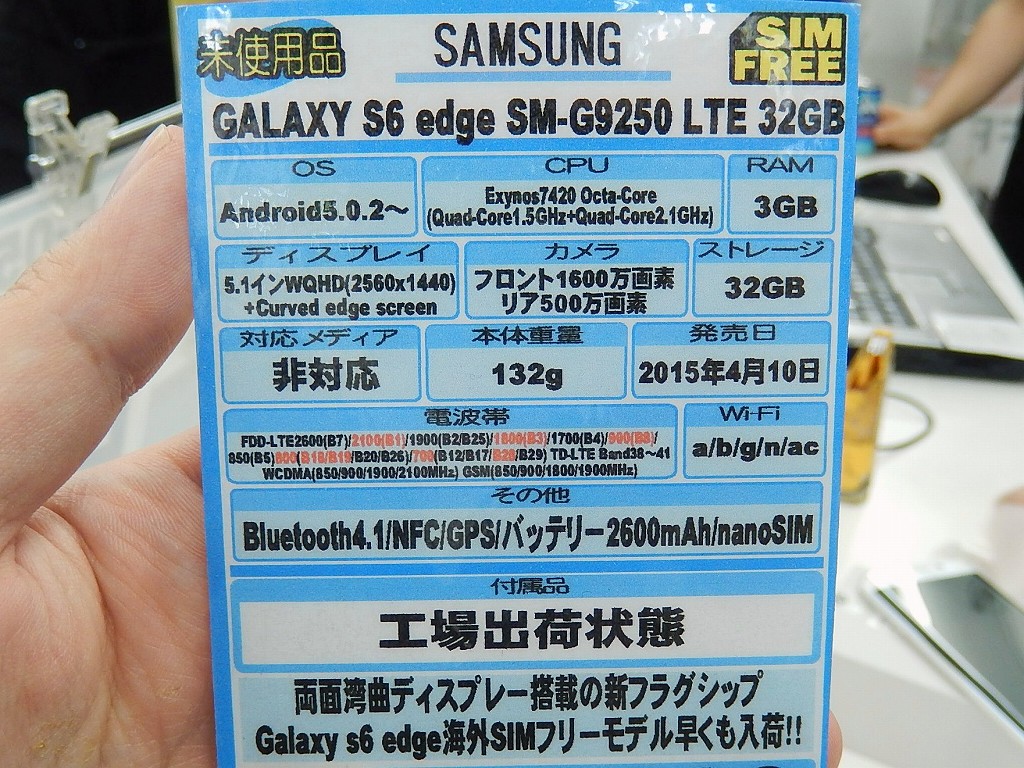 未使用品
SAMSUNG
SIM
FREE
GALAXY S6 edge SM-G9250 LTE 32GB
OS
CPU
RAM
Android5.0.2～
Exynos7420 Octa-Core
(Quad-Core1.5GHz+Quad-Core2.1GHz)
3GB
ディスプレイ
カメラ
ストレージ
5.1インWQHD(2560x1440)
+Curved edge screen
フロント1600万画素
リア500万画素
32GB
対応メディア
本体重量
発売日
非対応
132g
2015年4月10日
電波帯
Wi-Fi
FDD-LTE2600(B7)/2100(B1)/1900(B2/B25)/1800(B3)/1700(B4)/900(B8)/
850(B5)800(B18/B19/B20/B26)/700(B12/B17/B28/B29) TD-LTE Band38～41
WCDMA(850/900/1900/2100MHz) GSM(850/900/1800/1900MHz)
a/b/g/n/ac
その他
Bluetooth4.1/NFC/GPS/バッテリー2600mAh/nanoSIM
付属品
工場出荷状態
両面湾曲ディスプレー搭載の新フラグシップ
Galaxy s6 edge海外SIMフリーモデル早くも入荷!!